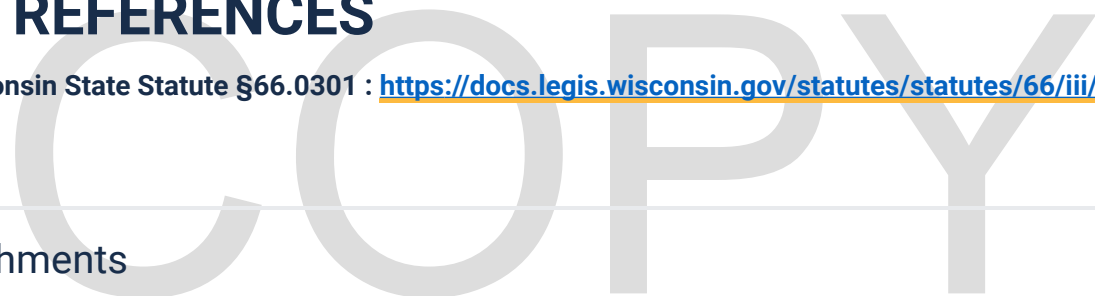 REFERENCES
onsin State Statute §66.0301 : https://docs.legis.wisconsin.gov/statutes/statutes/66/iii/
hments
COPY